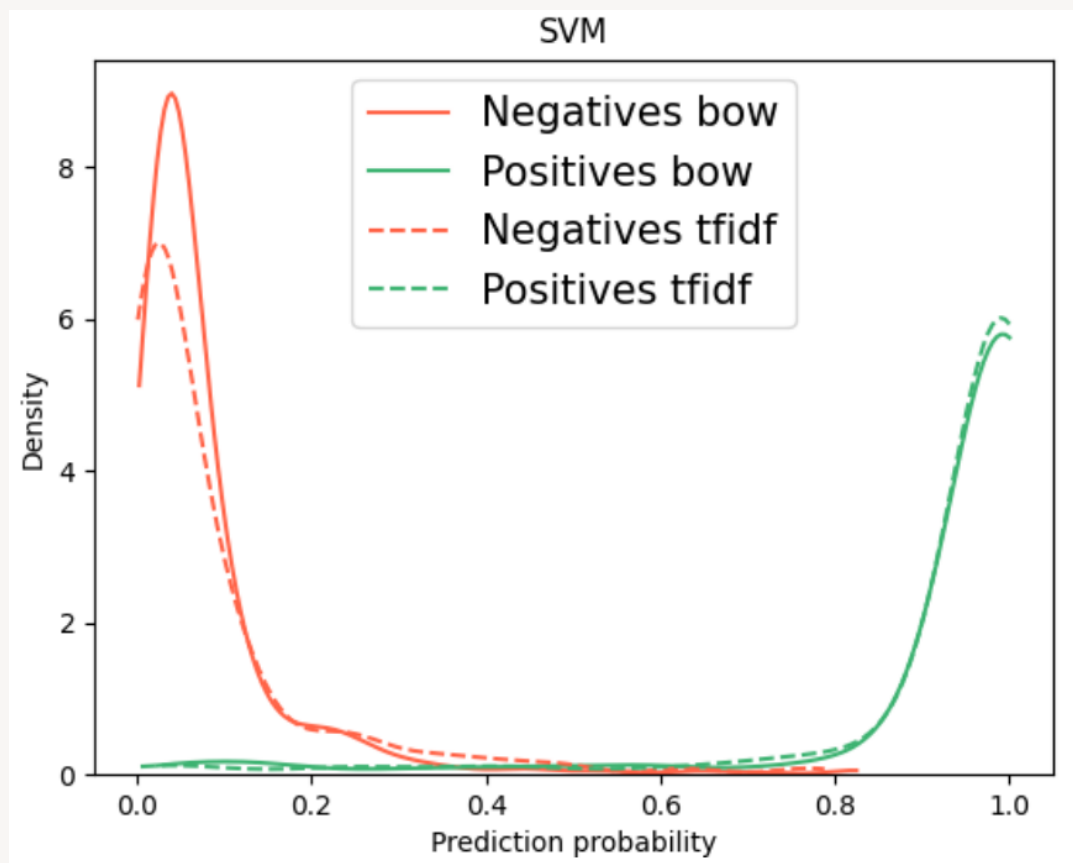 SVM
Negatives bow
Positives bow
Negatives tfidf
Positives tfidf
Density
8
6
4
2
0
0.0 0.2 0.4 0.6 0.8 1.0
Prediction probability